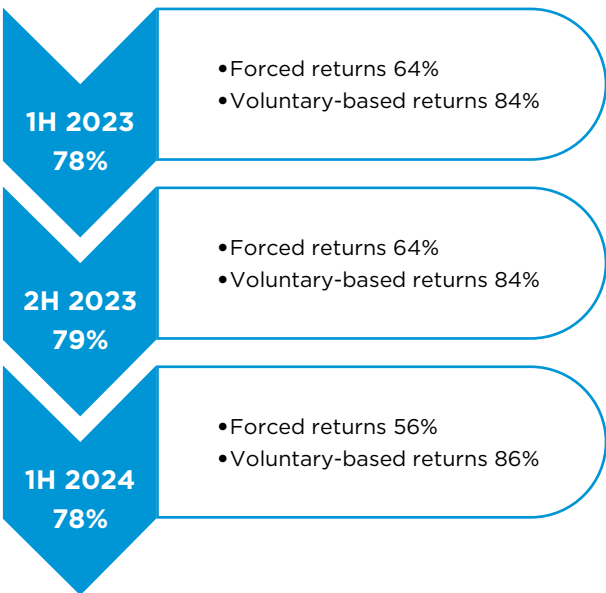 1H 2023
78%
•Forced returns 64%
•Voluntary-based returns 84%
2H 2023
79%
•Forced returns 64%
•Voluntary-based returns 84%
1H 2024
78%
•Forced returns 56%
•Voluntary-based returns 86%